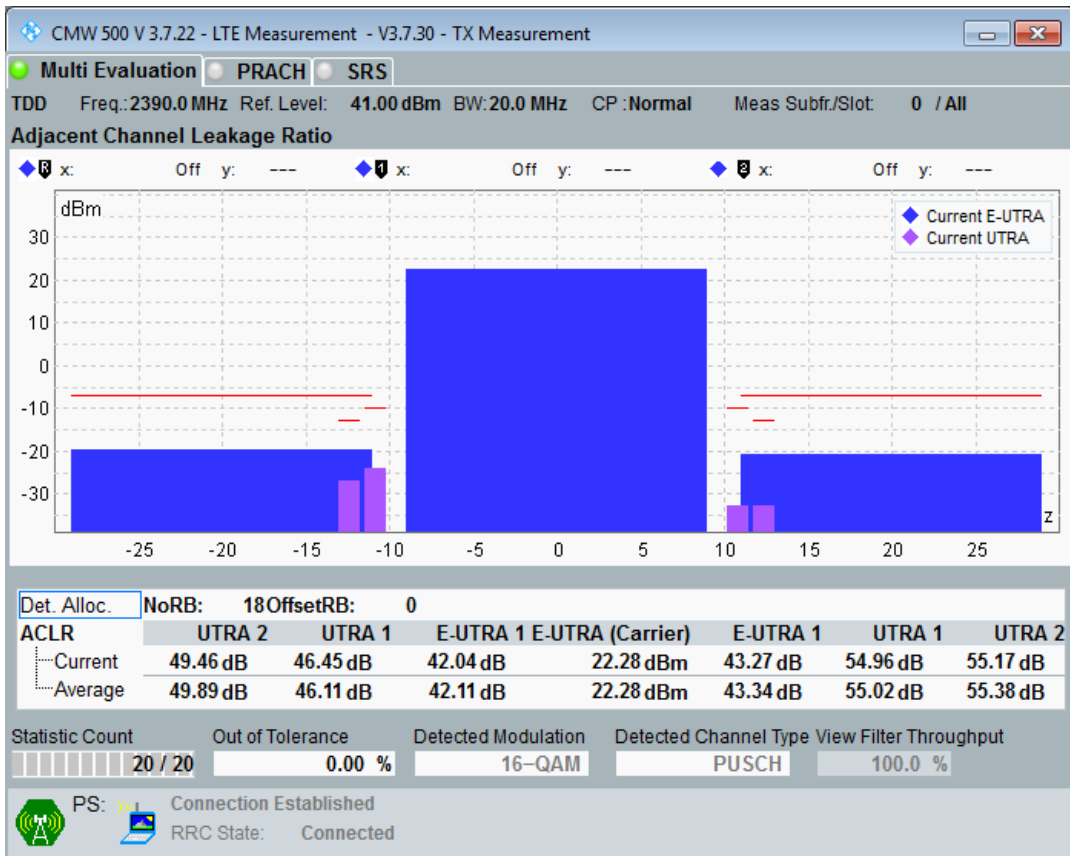 CMW 500 V 3.7.22 - LTE Measurement - V3.7.30 - TX Measurement
Multi Evaluation PRACH SRS
TDD Freq.:2390.0 MHz Ref. Level: 41.00 dBm BW:20.0 MHz CP :Normal Meas Subfr./Slot: 0 / All
Adjacent Channel Leakage Ratio
R x: Off y: --- 1 x: Off y: --- 2 x: Off y: ---
dBm
Current E-UTRA
Current UTRA
30
20
10
0
-10
-20
-30
z
-25 -20 -15 -10 -5 0 5 10 15 20 25
Det. Alloc. NoRB: 18OffsetRB: 0
ACLR UTRA 2 UTRA 1 E-UTRA 1 E-UTRA (Carrier) E-UTRA 1 UTRA 1 UTRA 2
Current 49.46 dB 46.45 dB 42.04 dB 22.28 dBm 43.27 dB 54.96 dB 55.17 dB
Average 49.89 dB 46.11 dB 42.11 dB 22.28 dBm 43.34 dB 55.02 dB 55.38 dB
Statistic Count Out of Tolerance Detected Modulation Detected Channel Type View Filter Throughput
20 / 20 0.00 % 16-QAM PUSCH 100.0 %
PS: Connection Established
RRC State: Connected